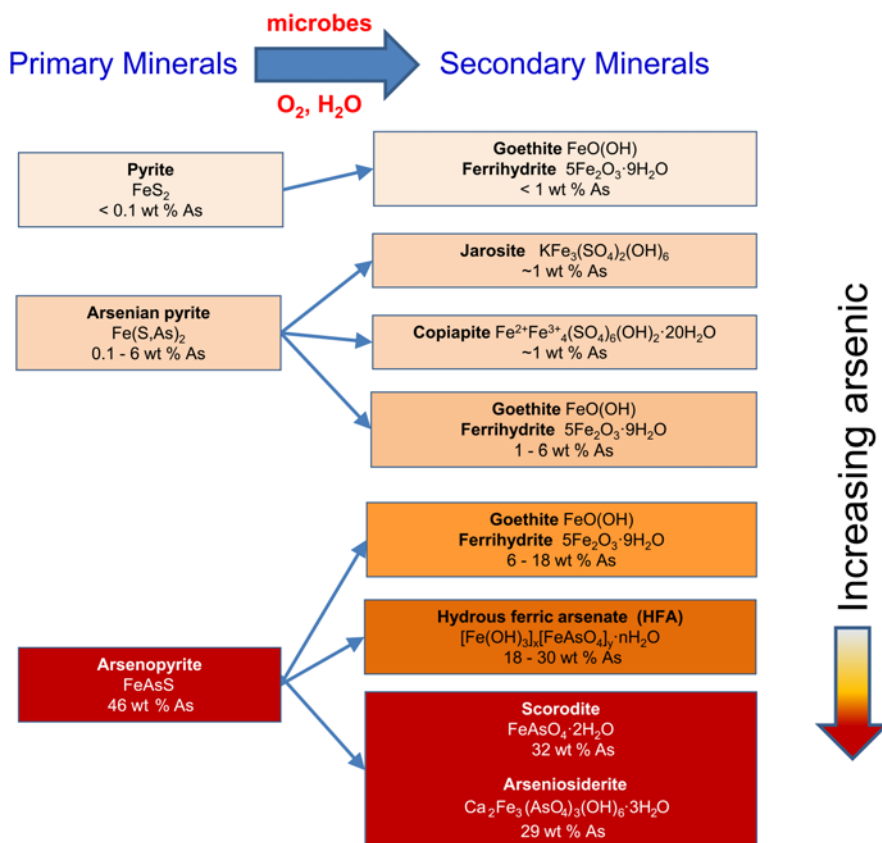 microbes
Primary Minerals
Secondary Minerals
O₂, H₂O
Pyrite
FeS₂
< 0.1 wt % As
Goethite FeO(OH)
Ferrihydrite 5Fe₂O₃·9H₂O
< 1 wt % As
Arsenian pyrite
Fe(S,As)₂
0.1 - 6 wt % As
Jarosite KFe₃(SO₄)₂(OH)₆
~1 wt % As
Copiapite Fe²⁺Fe³⁺₄(SO₄)₆(OH)₂·20H₂O
~1 wt % As
Goethite FeO(OH)
Ferrihydrite 5Fe₂O₃·9H₂O
1 - 6 wt % As
Arsenopyrite
FeAsS
46 wt % As
Goethite FeO(OH)
Ferrihydrite 5Fe₂O₃·9H₂O
6 - 18 wt % As
Hydrous ferric arsenate (HFA)
[Fe(OH)₃]ₓ[FeAsO₄]ᵧ·nH₂O
18 - 30 wt % As
Scorodite
FeAsO₄·2H₂O
32 wt % As
Arseniosiderite
Ca₂Fe₃(AsO₄)₃(OH)₆·3H₂O
29 wt % As
Increasing arsenic